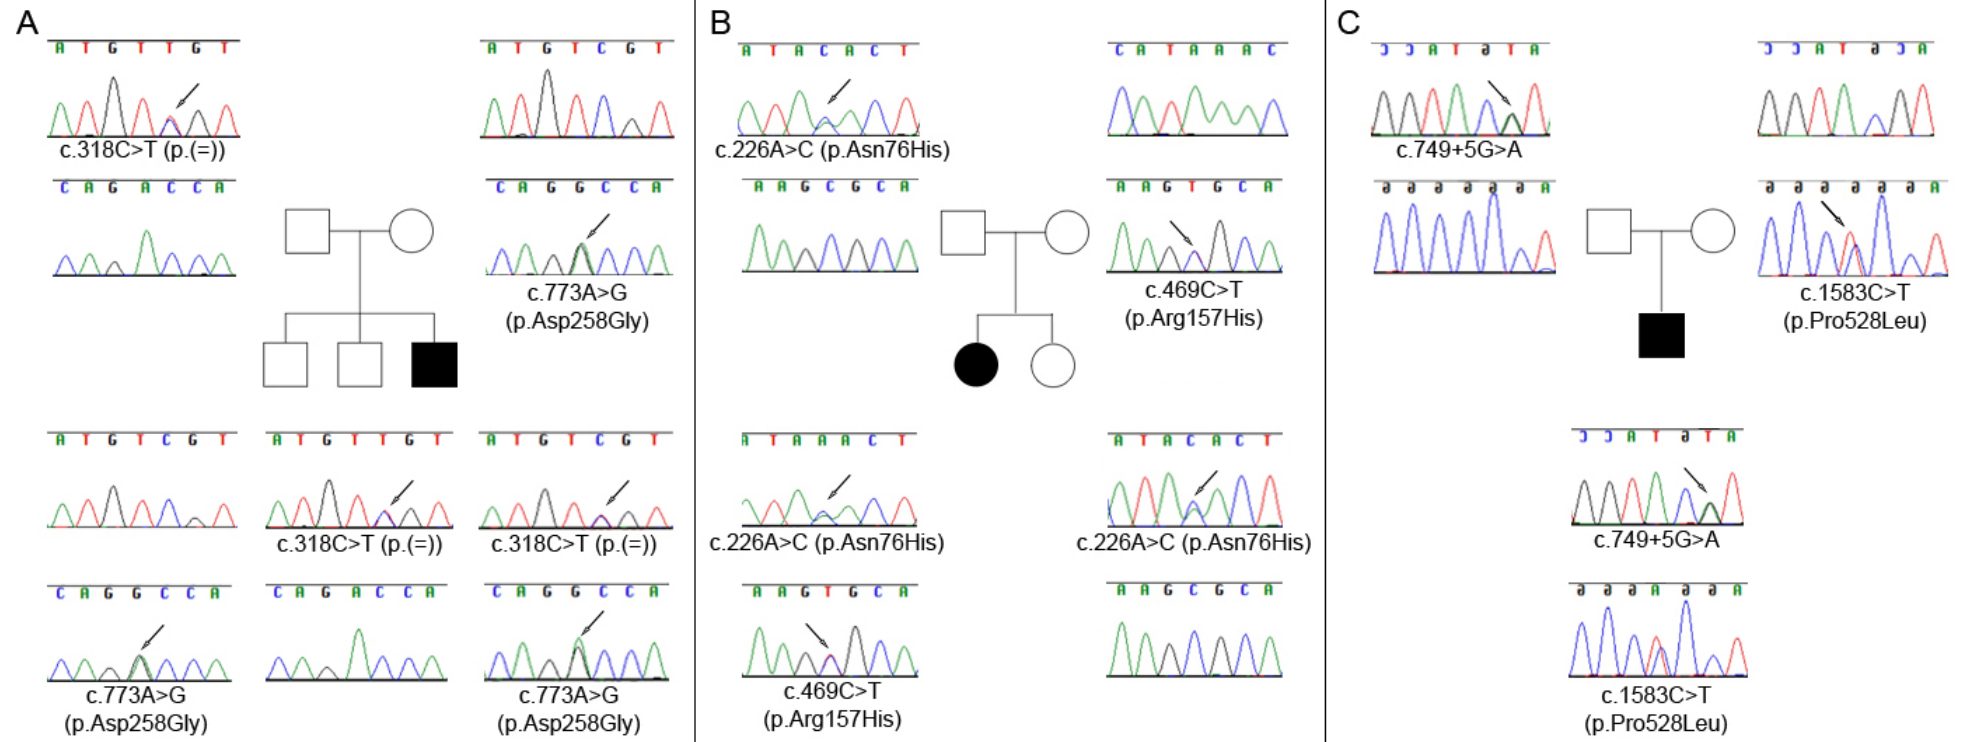 A
A T G T T G T
A T G T C G T
c.318C>T (p.(=))
C A G A C C A
C A G G C C A
c.773A>G
(p.Asp258Gly)
A T G T C G T
A T G T T G T
A T G T C G T
c.318C>T (p.(=))
c.318C>T (p.(=))
C A G G C C A
C A G A C C A
C A G G C C A
c.773A>G
(p.Asp258Gly)
c.773A>G
(p.Asp258Gly)
B
A T A C A C T
C A T A A A C
c.226A>C (p.Asn76His)
A A G C G C A
A A G T G C A
c.469C>T
(p.Arg157His)
A T A A A C T
A T A C A C T
c.226A>C (p.Asn76His)
c.226A>C (p.Asn76His)
A A G T G C A
A A G C G C A
c.469C>T
(p.Arg157His)
C
C C A T G T A
C C A T G C A
c.749+5G>A
G G G G G G A
G G G G G G A
c.1583C>T
(p.Pro528Leu)
C C A T G T A
c.749+5G>A
G G G A G G A
c.1583C>T
(p.Pro528Leu)